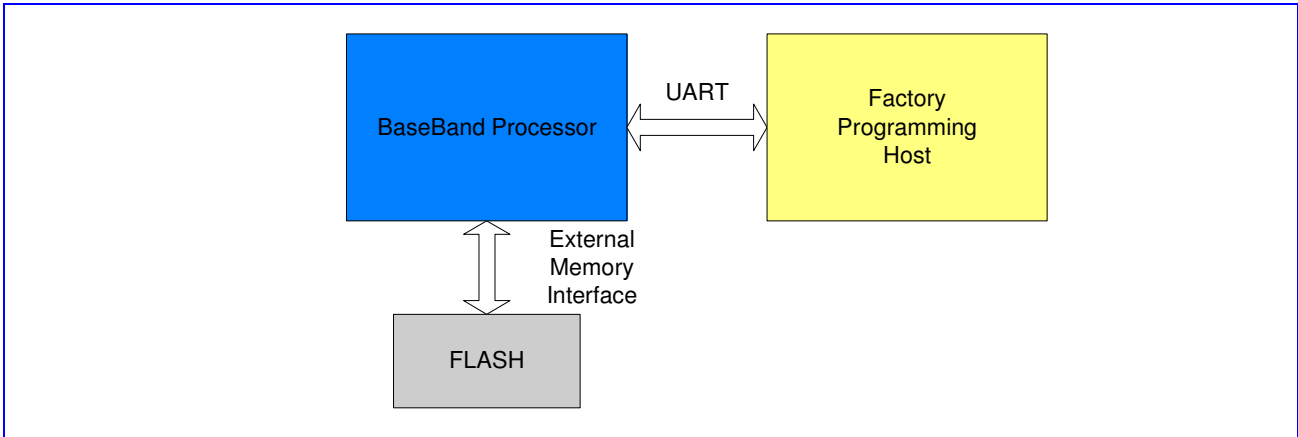 BaseBand Processor
UART
Factory
Programming
Host
External
Memory
Interface
FLASH